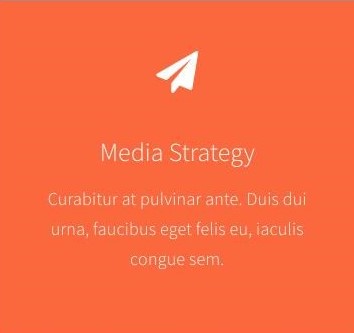 Media Strategy
Curabitur at pulvinar ante. Duis dui
urna, faucibus eget felis eu, iaculis
congue sem.